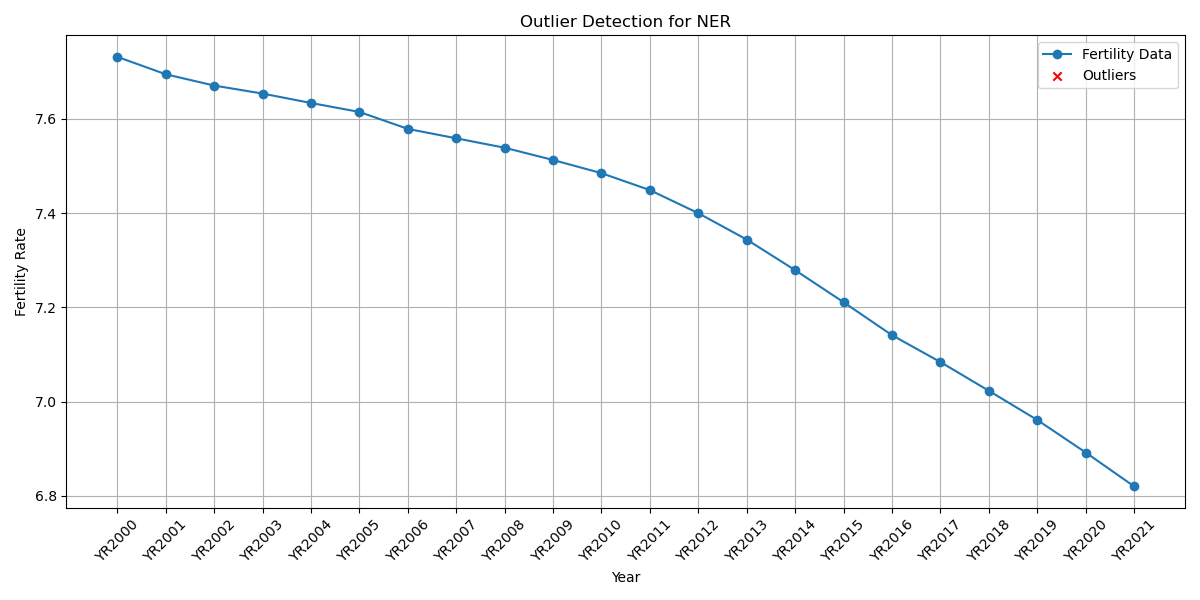 Outlier Detection for NER
Fertility Data
Outliers
Fertility Rate
7.6
7.4
7.2
7.0
6.8
YR2000
YR2001
YR2002
YR2003
YR2004
YR2005
YR2006
YR2007
YR2008
YR2009
YR2010
YR2011
YR2012
YR2013
YR2014
YR2015
YR2016
YR2017
YR2018
YR2019
YR2020
YR2021
Year